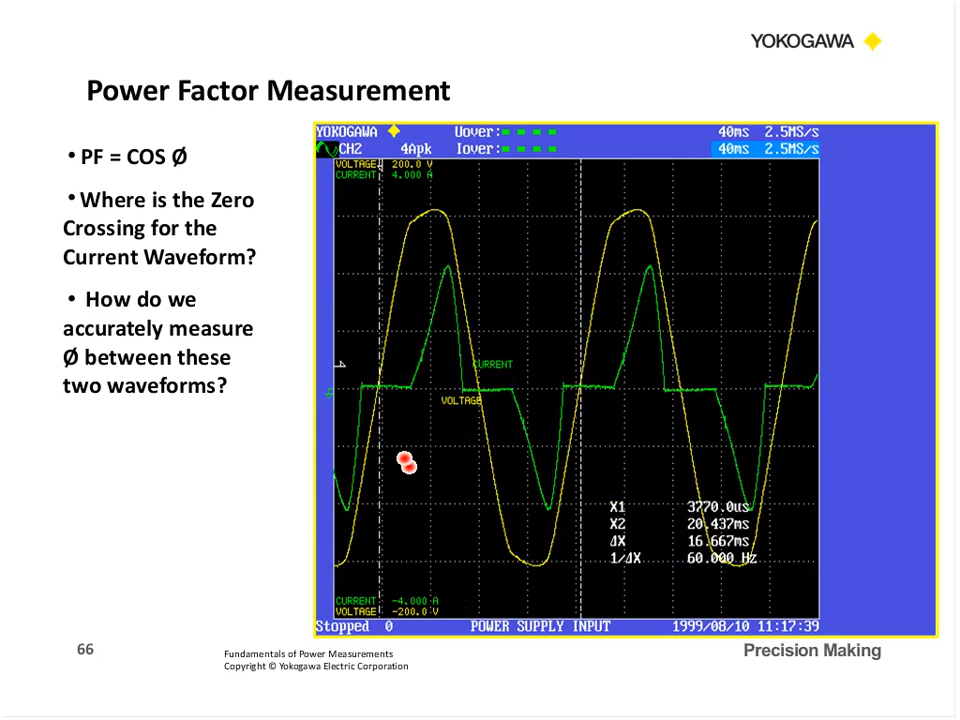 YOKOGAWA
Power Factor Measurement
• PF = COS Ø
• Where is the Zero
Crossing for the
Current Waveform?
• How do we
accurately measure
Ø between these
two waveforms?
YOKOGAWA Uover: 40ms 2.5MS/s
CH2 4Apk Iover: 40ms 2.5MS/s
VOLTAGE 200.0 V
CURRENT 4.000 A
CURRENT
VOLTAGE
X1 3770.0us
X2 20.437ms
ΔX 16.667ms
1/ΔX 60.000 Hz
CURRENT -4.000 A
VOLTAGE -200.0 V
Stopped 0 POWER SUPPLY INPUT 1999/08/10 11:17:39
66
Fundamentals of Power Measurements
Copyright © Yokogawa Electric Corporation
Precision Making